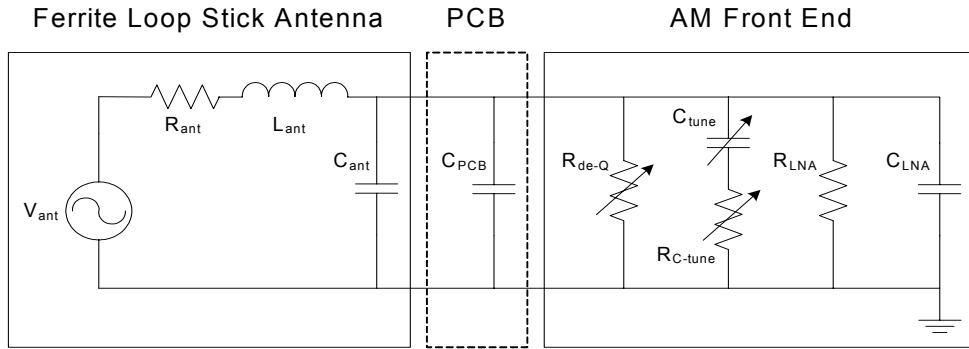 Ferrite Loop Stick Antenna
PCB
AM Front End
Rant
Lant
Cant
CPCB
Rde-Q
Ctune
RLNA
CLNA
Vant
RC-tune